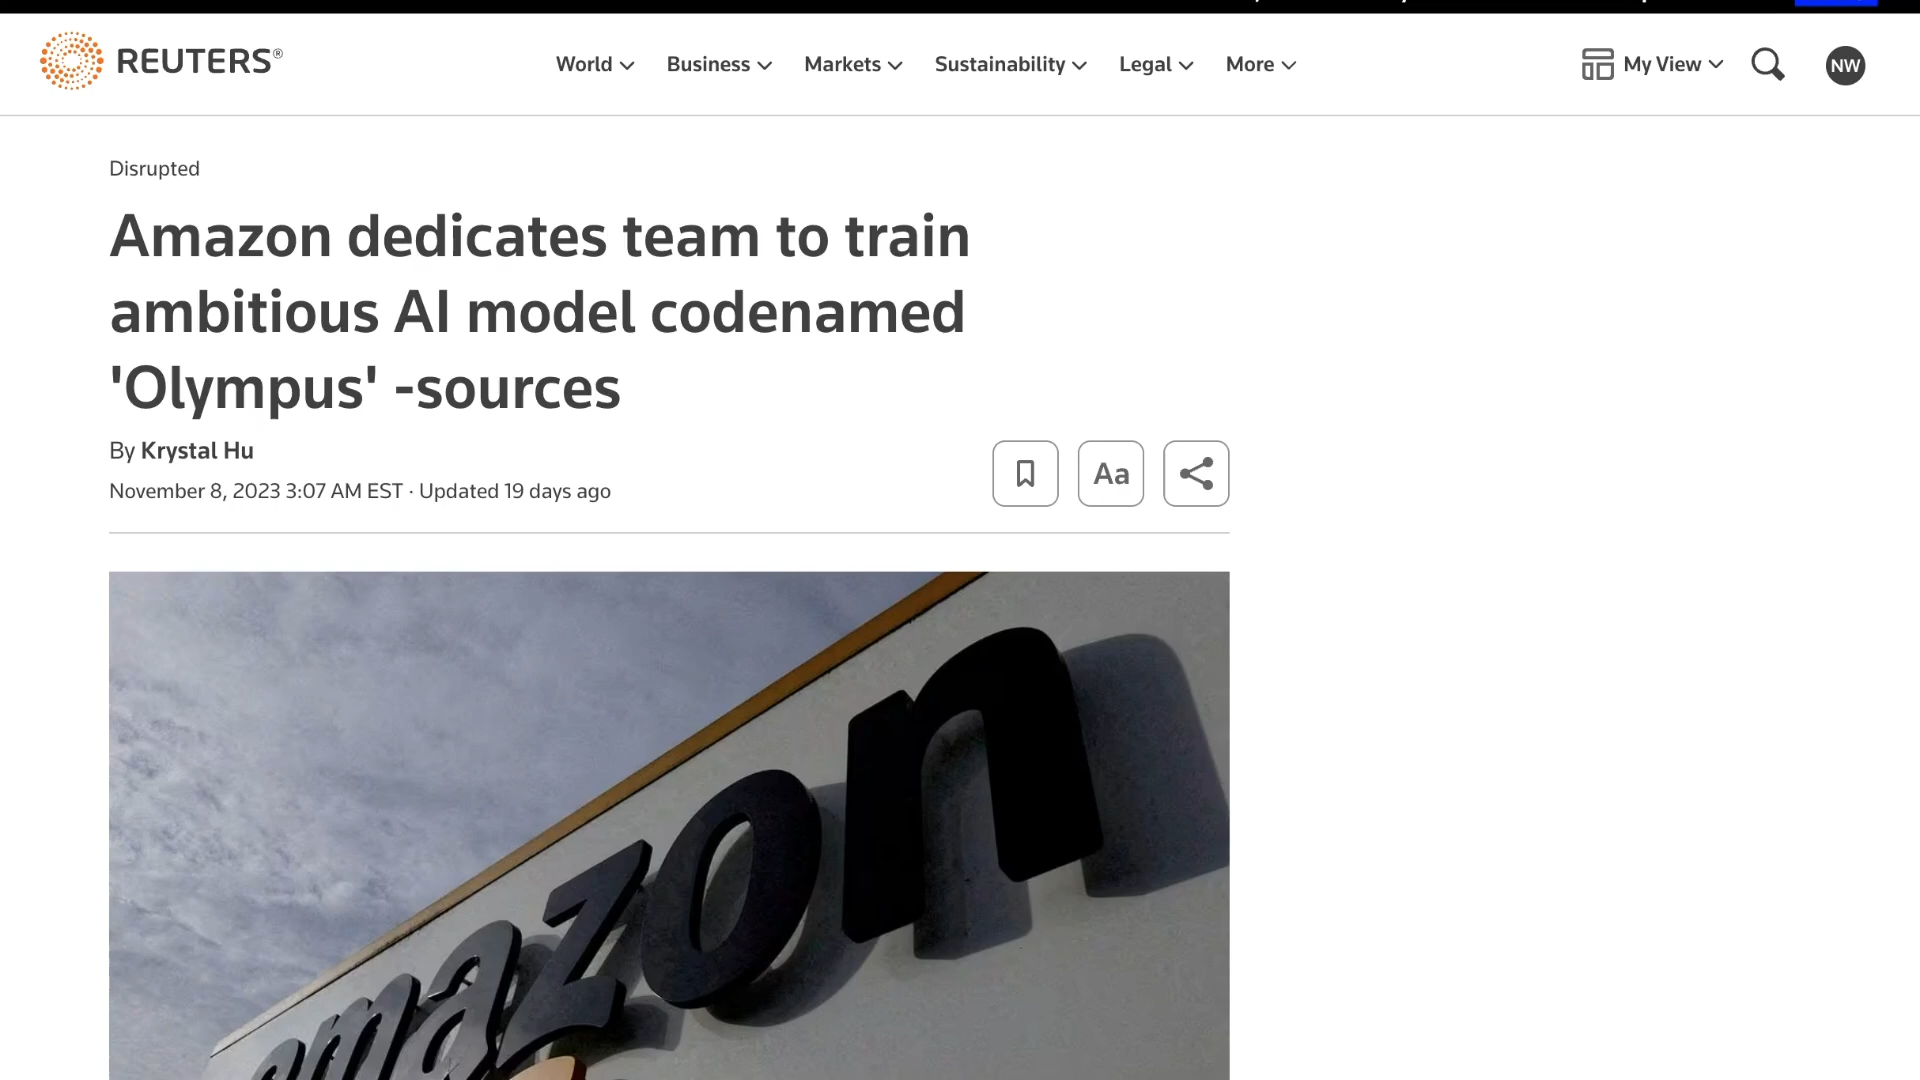 REUTERS®
World Business Markets Sustainability Legal More
My View
NW
Disrupted
Amazon dedicates team to train
ambitious AI model codenamed
'Olympus' -sources
By Krystal Hu
November 8, 2023 3:07 AM EST · Updated 19 days ago
Aa
amazon